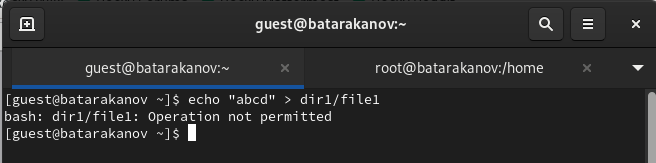 guest@batarakanov:~
guest@batarakanov:~ root@batarakanov:/home
[guest@batarakanov ~]$ echo "abcd" > dir1/file1
bash: dir1/file1: Operation not permitted
[guest@batarakanov ~]$